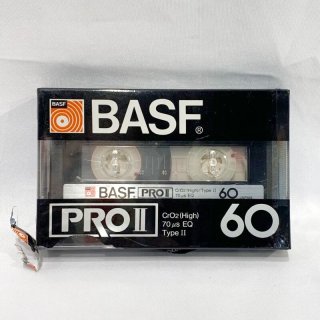 BASF
BASF®
BASF PRO II CrO2(High)/Type II 60
70 μs EQ
PRO II
CrO2(High)
70 μs EQ
Type II
60